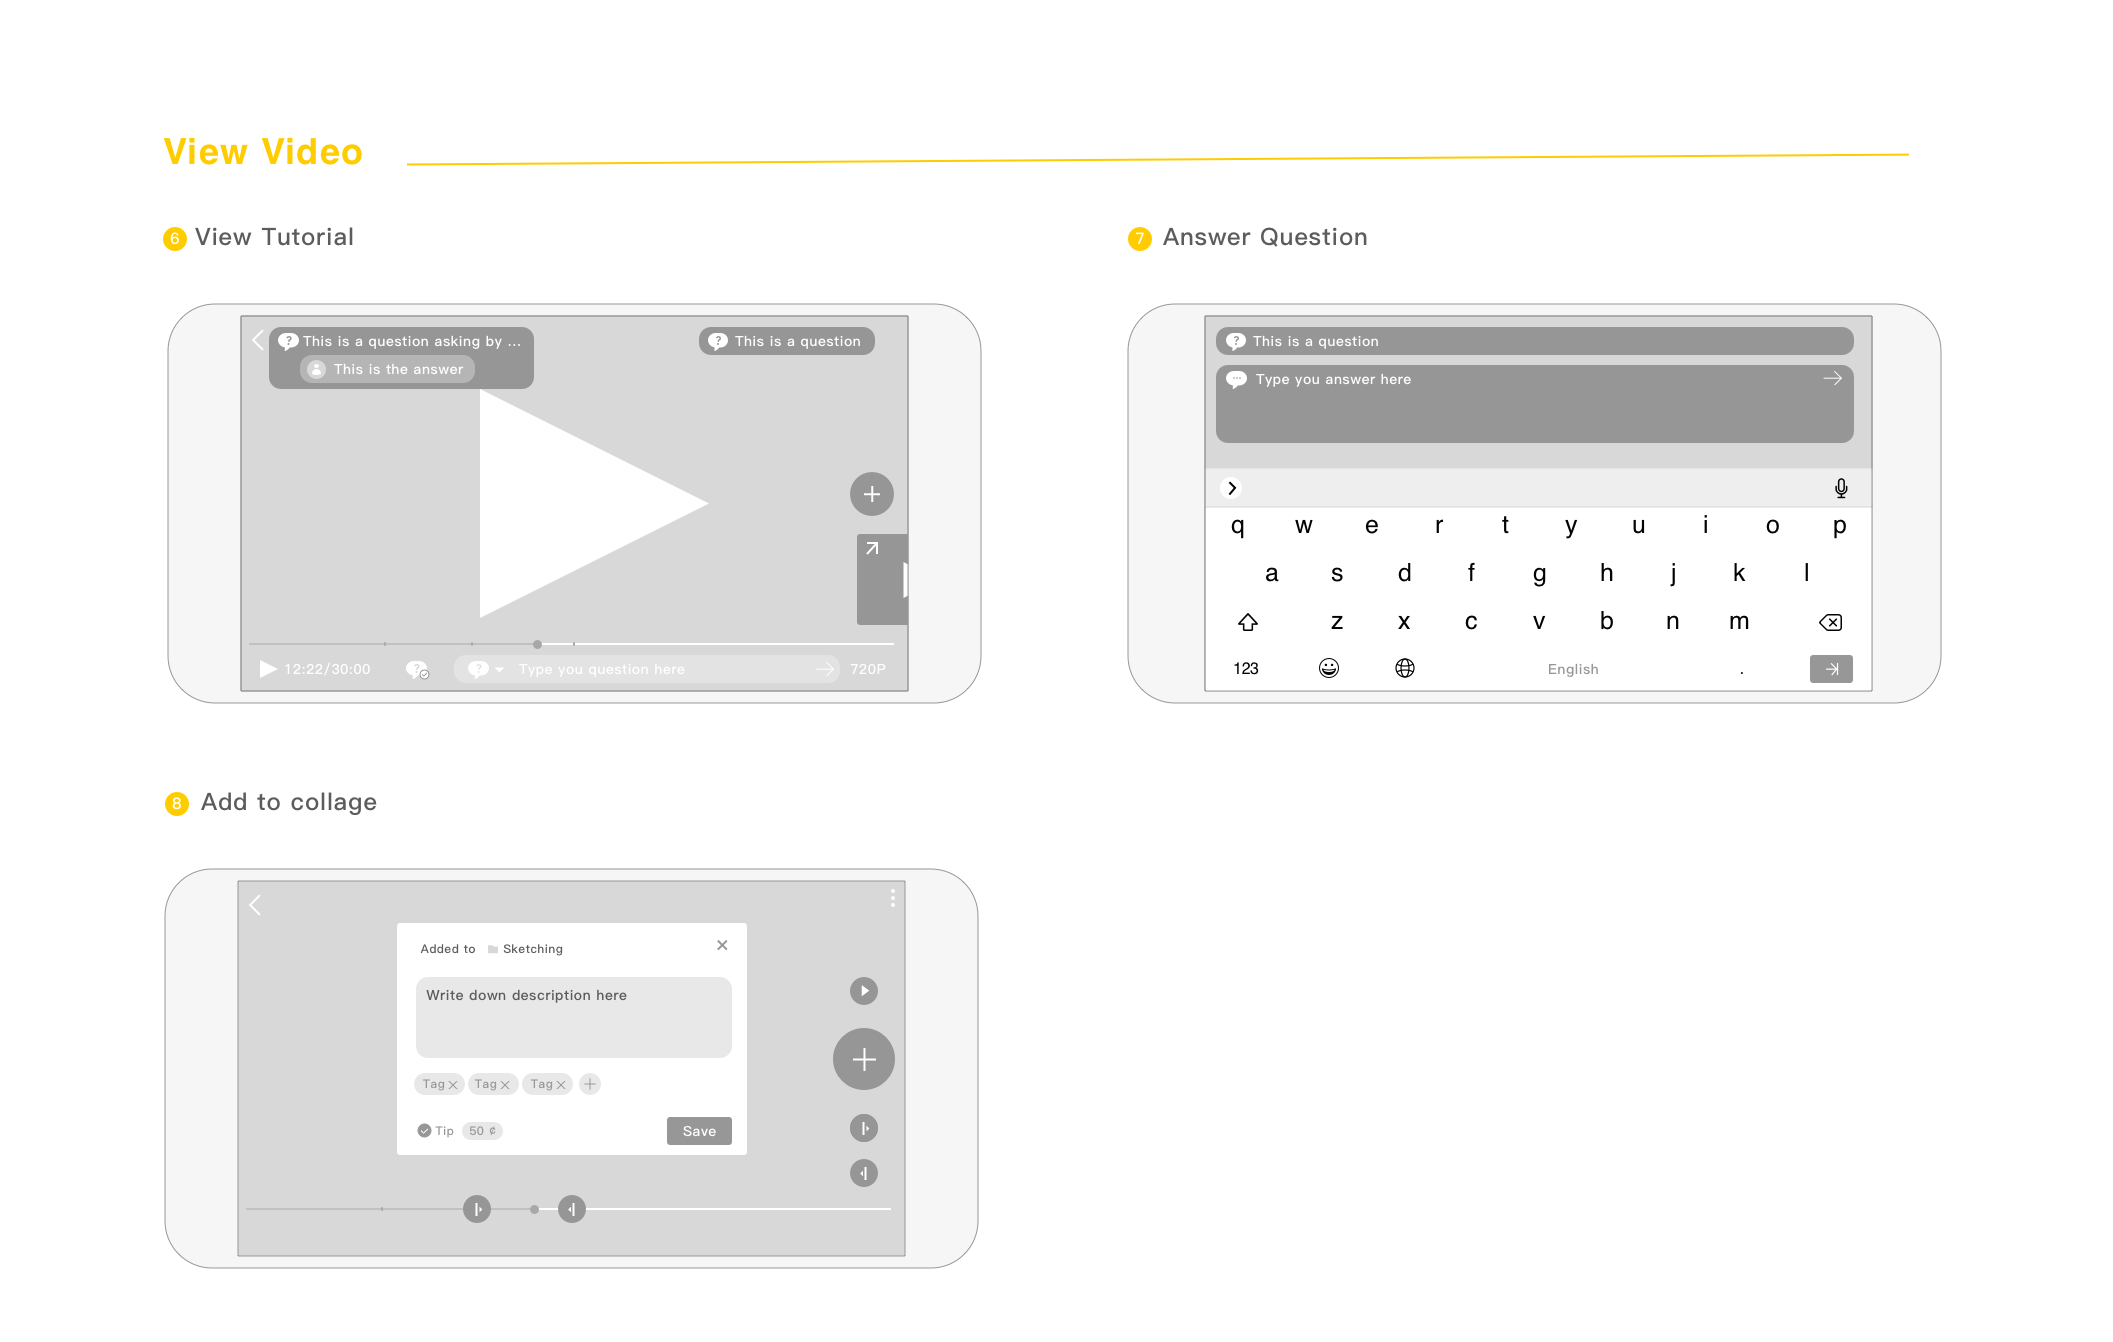 View Video
6 View Tutorial
This is a question asking by ...
This is the answer
This is a question
12:22/30:00
Type you question here
720P
7 Answer Question
This is a question
Type you answer here
q w e r t y u i o p
a s d f g h j k l
z x c v b n m
123 English .
8 Add to collage
Added to Sketching
Write down description here
Tag Tag Tag
Tip 50 ¢
Save